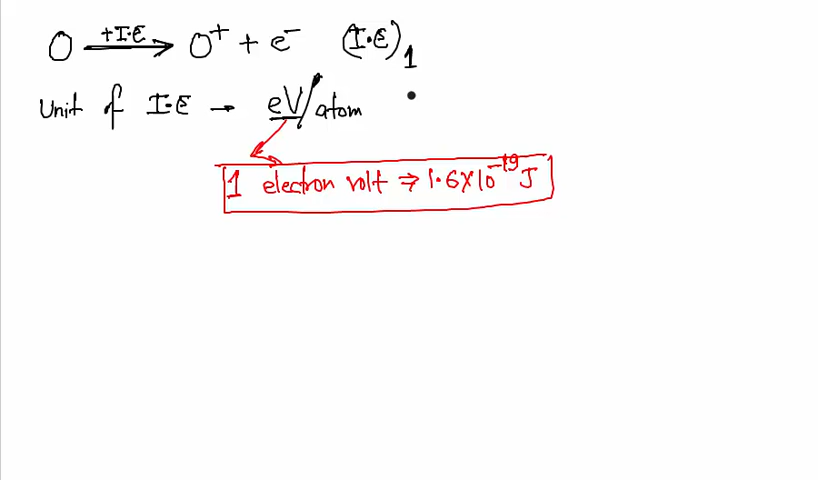 O +I·E → O⁺ + e⁻ (I·E)₁
Unit of I·E → eV/atom
1 electron volt ⇒ 1.6×10⁻¹⁹ J